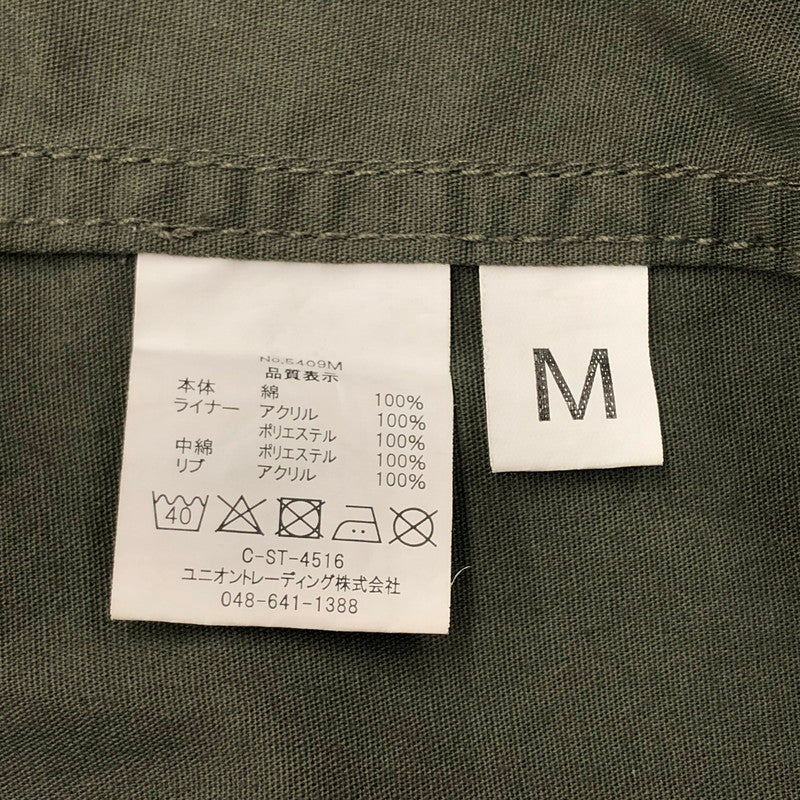 No.5409M
品質表示
本体 綿 100%
ライナー アクリル 100%
ポリエステル 100%
中綿 ポリエステル 100%
リブ アクリル 100%
40
C-ST-4516
ユニオントレーディング株式会社
048-641-1388
M